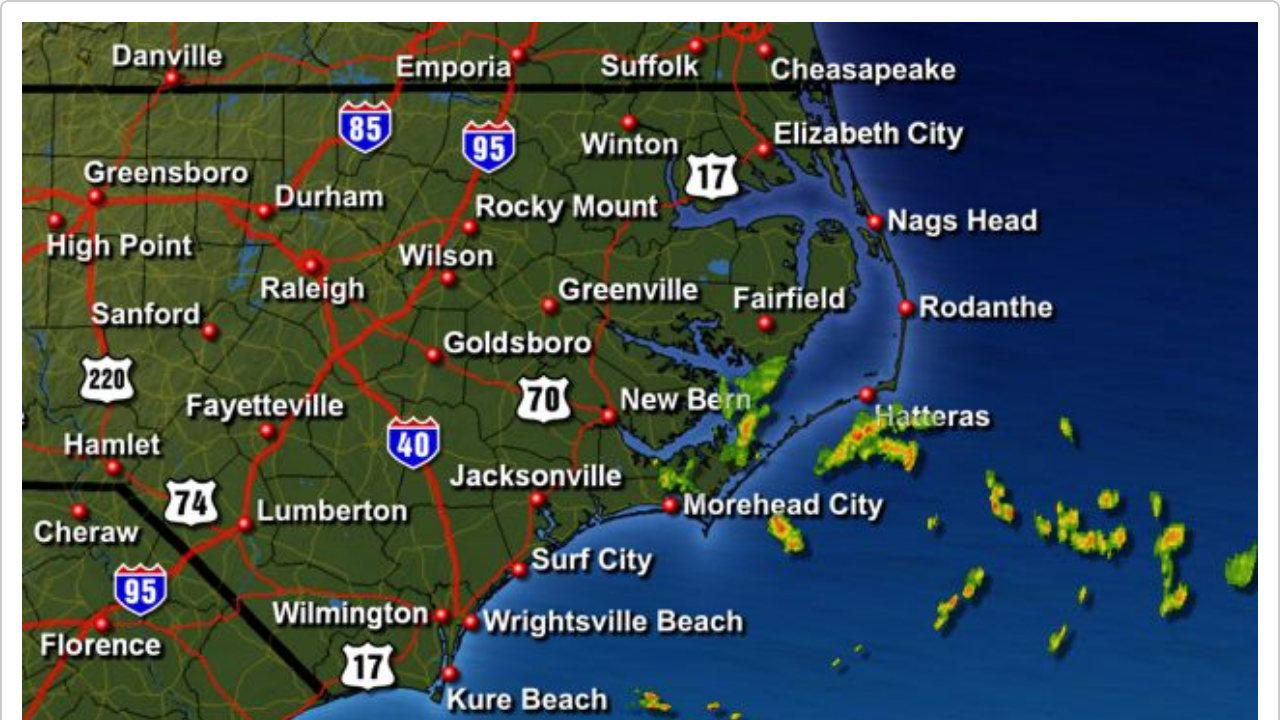 Danville
Emporia
Suffolk
Cheasapeake
85
95
Winton
Elizabeth City
17
Greensboro
Durham
Rocky Mount
Nags Head
High Point
Wilson
Raleigh
Greenville
Fairfield
Rodanthe
Sanford
Goldsboro
220
70
New Bern
Fayetteville
Hatteras
Hamlet
40
Jacksonville
74
Morehead City
Lumberton
Cheraw
Surf City
95
Wilmington
Wrightsville Beach
Florence
17
Kure Beach